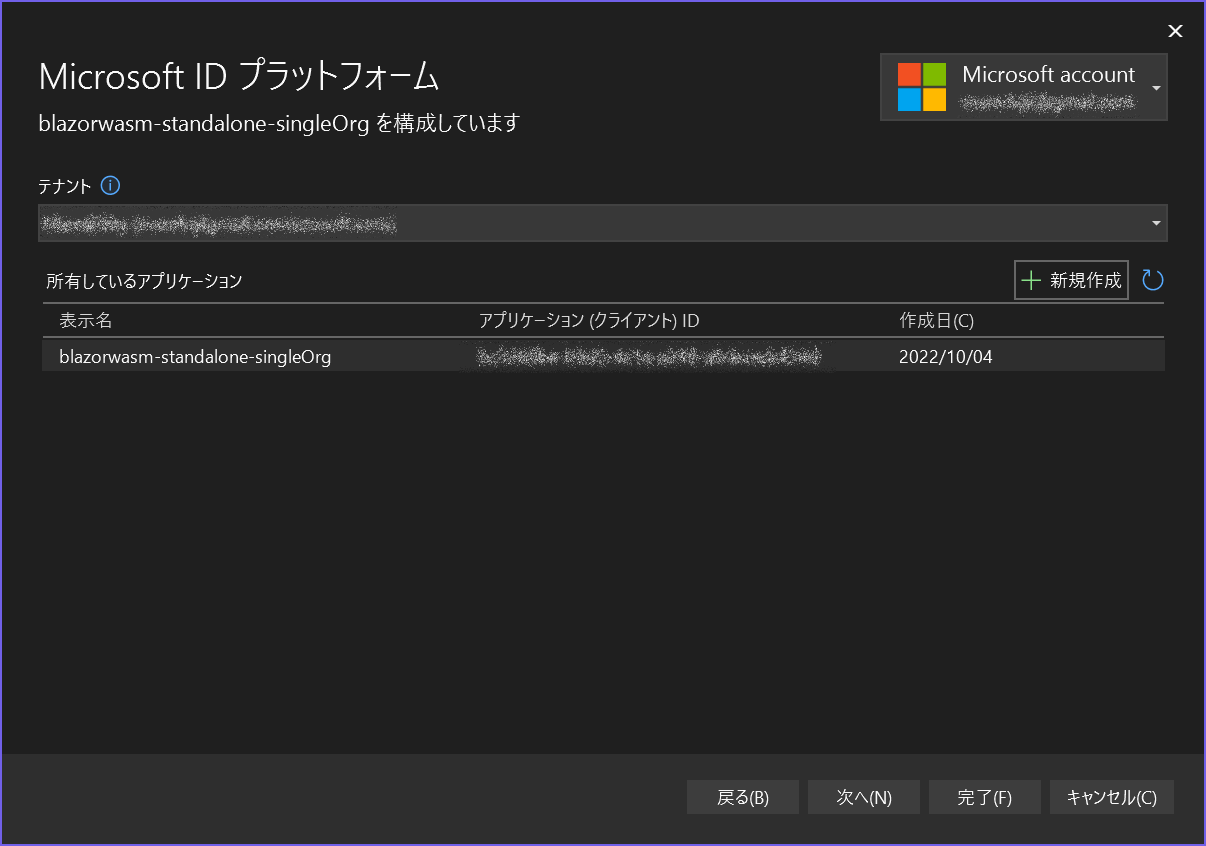 Microsoft ID プラットフォーム
Microsoft account
blazorwasm-standalone-singleOrg を構成しています
テナント
所有しているアプリケーション
新規作成
表示名 アプリケーション (クライアント) ID 作成日(C)
blazorwasm-standalone-singleOrg 2022/10/04
戻る(B) 次へ(N) 完了(F) キャンセル(C)